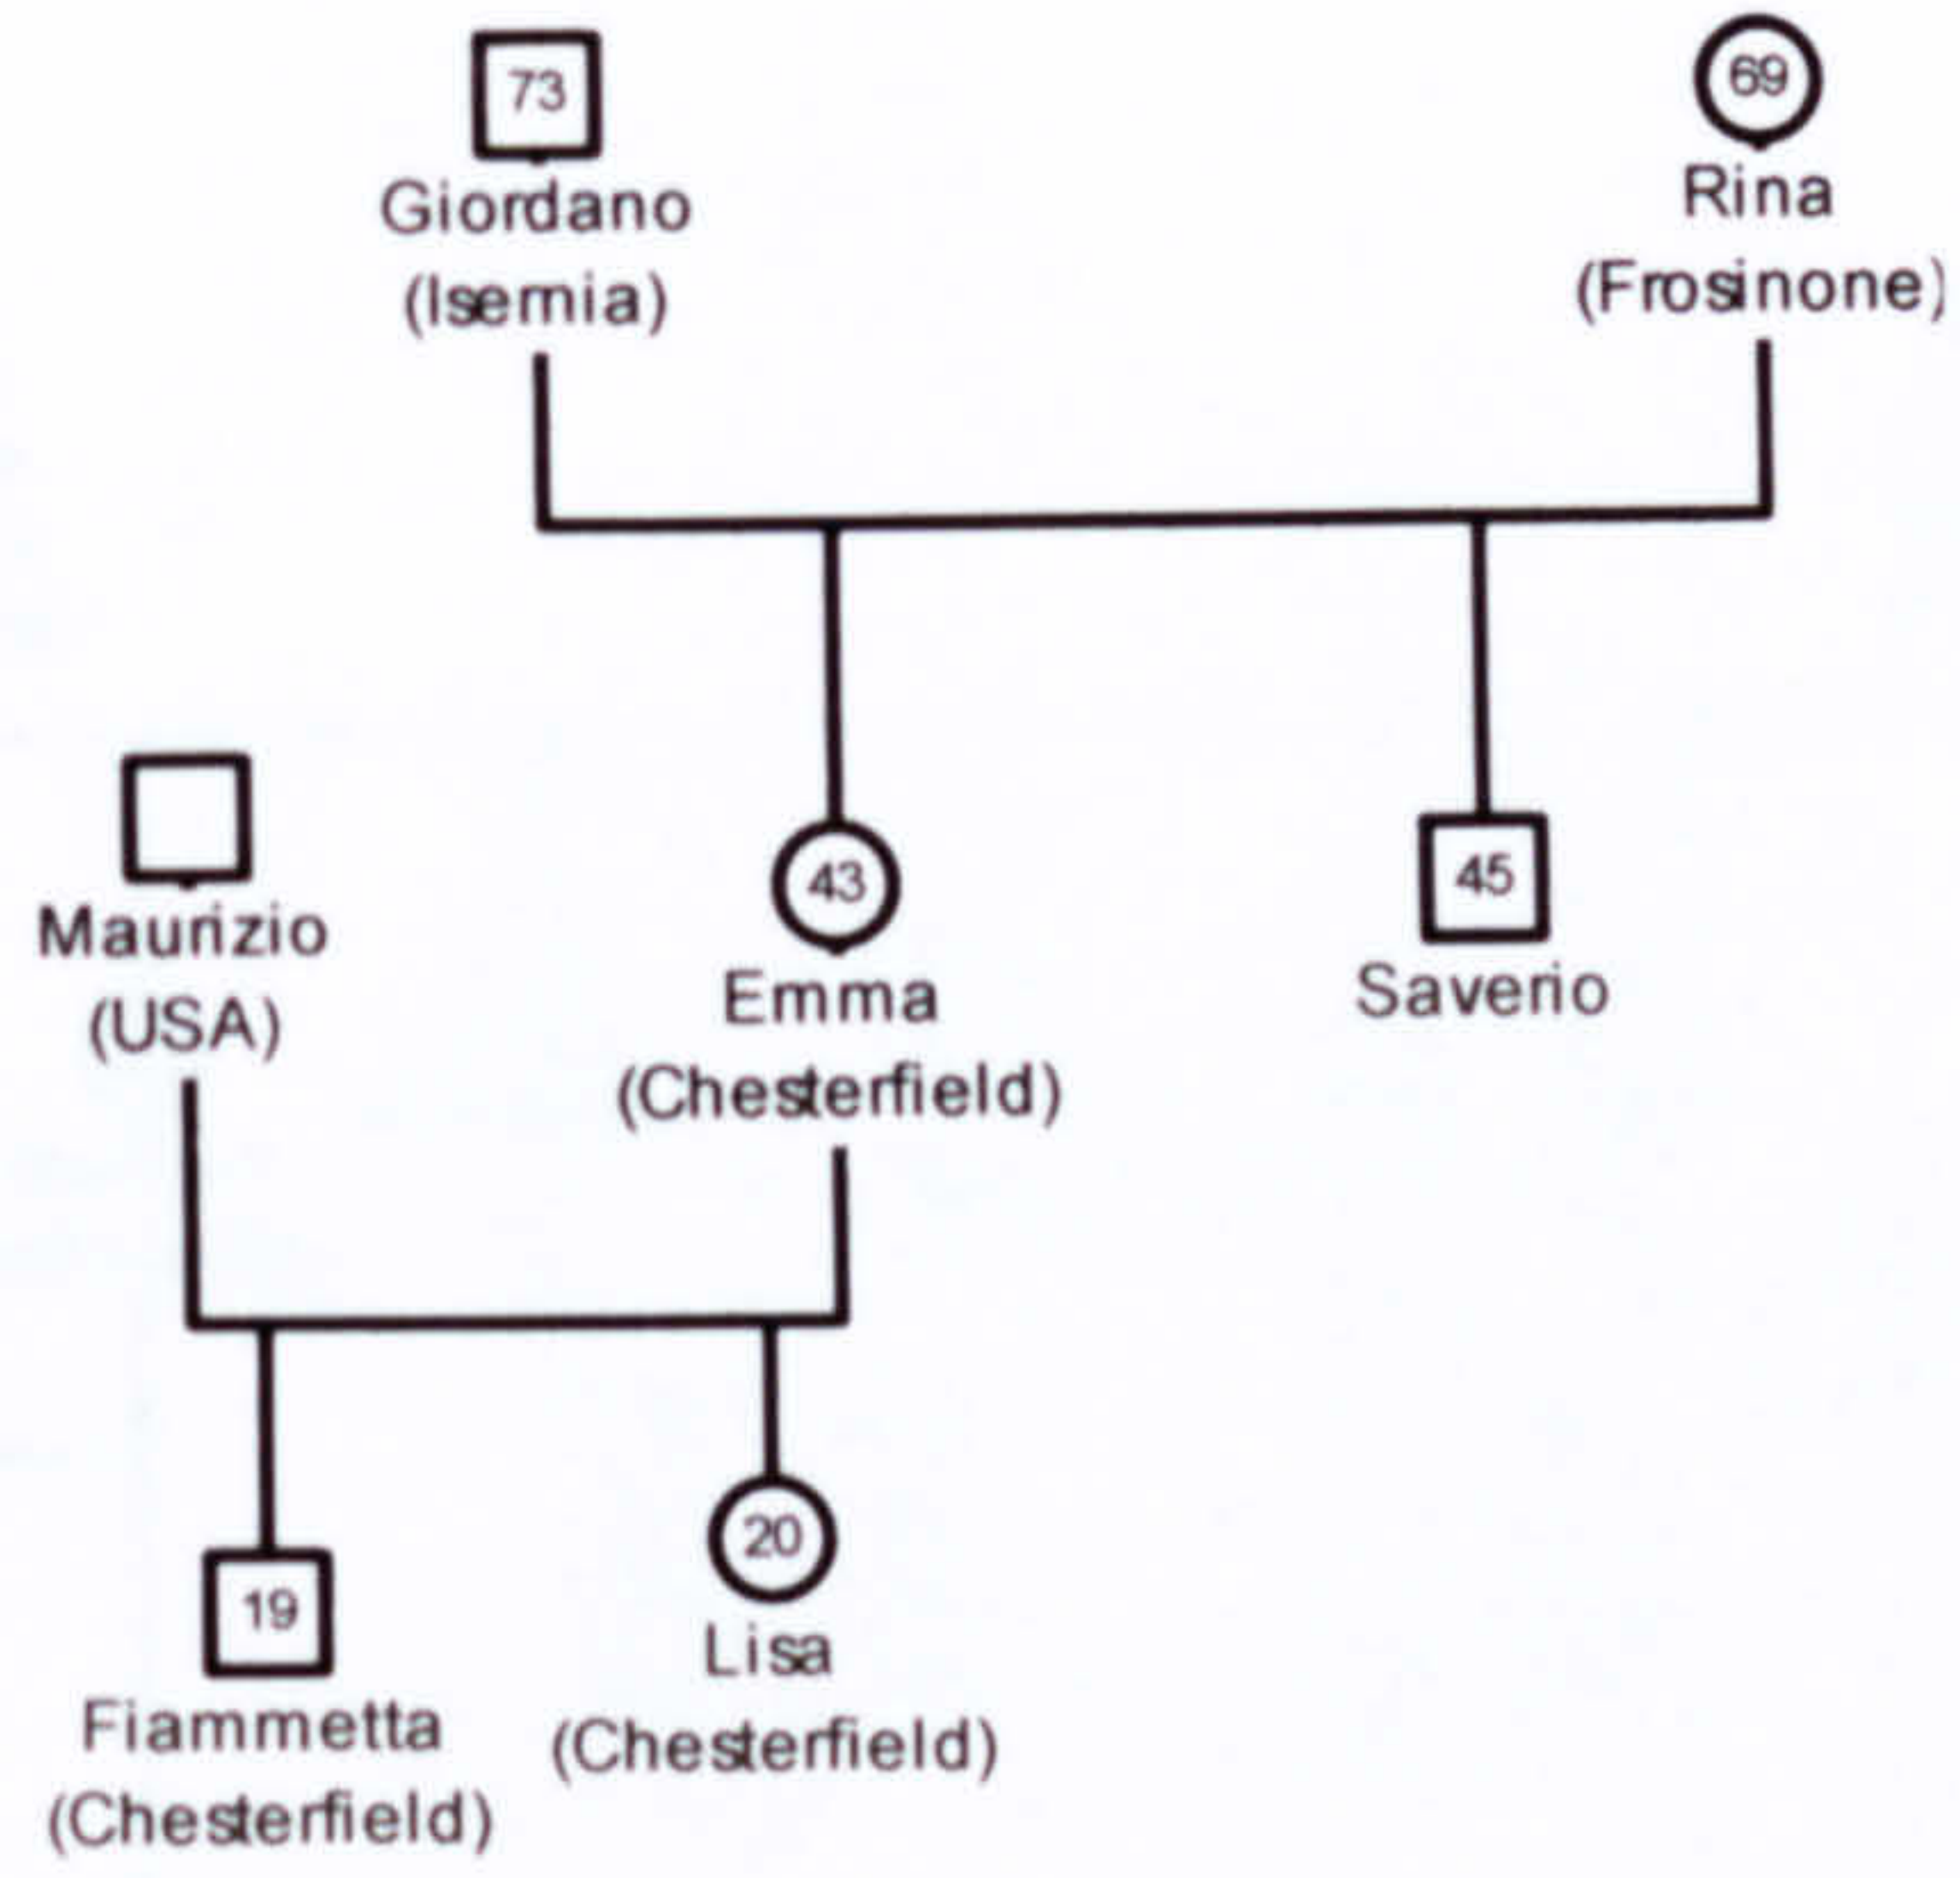 73
Giordano
(Isernia)
69
Rina
(Frosinone)
Maurizio
(USA)
43
Emma
(Chesterfield)
45
Saverio
19
Fiammetta
(Chesterfield)
20
Lisa
(Chesterfield)